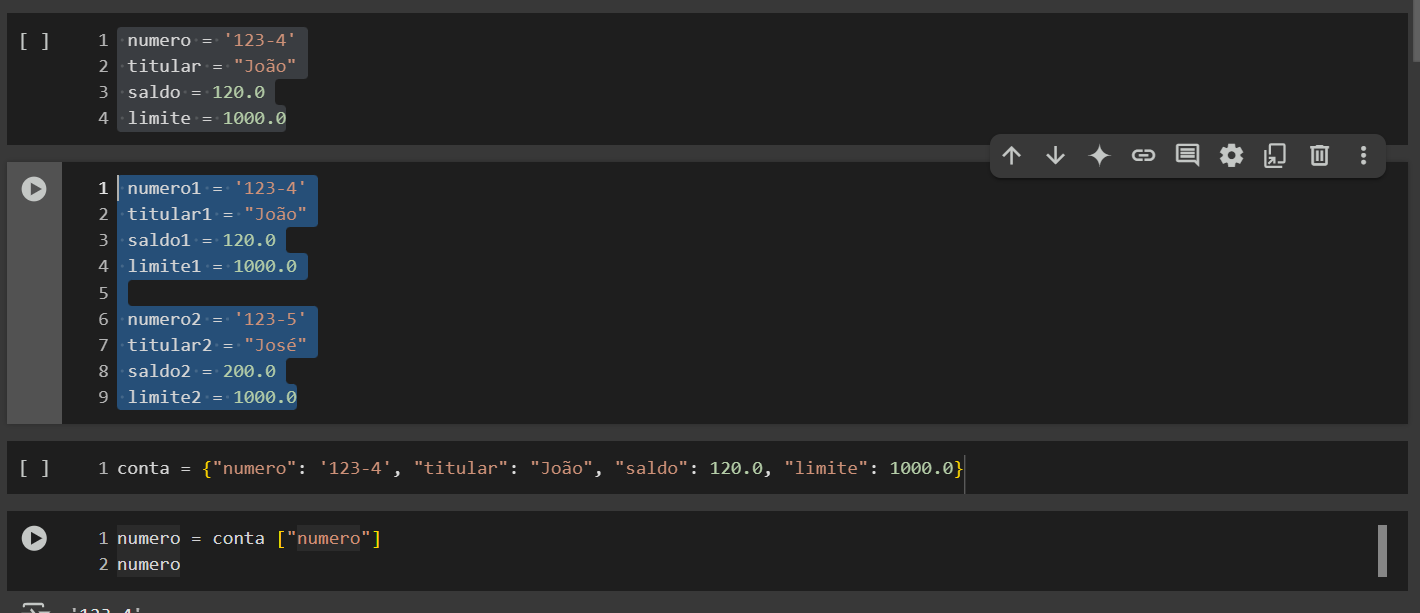 [ ]
1 numero = '123-4'
2 titular = "João"
3 saldo = 120.0
4 limite = 1000.0
1 numero1 = '123-4'
2 titular1 = "João"
3 saldo1 = 120.0
4 limite1 = 1000.0
5
6 numero2 = '123-5'
7 titular2 = "José"
8 saldo2 = 200.0
9 limite2 = 1000.0
[ ]
1 conta = {"numero": '123-4', "titular": "João", "saldo": 120.0, "limite": 1000.0}
1 numero = conta ["numero"]
2 numero
'123-4'